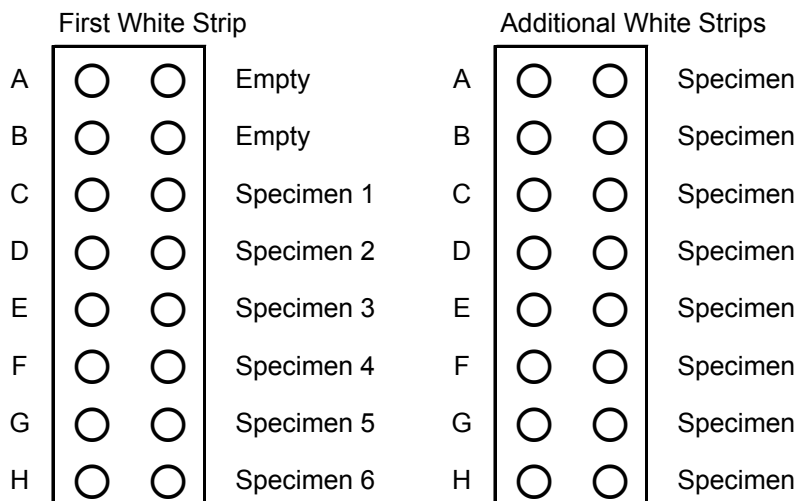 First White Strip
A Empty
B Empty
C Specimen 1
D Specimen 2
E Specimen 3
F Specimen 4
G Specimen 5
H Specimen 6
Additional White Strips
A Specimen
B Specimen
C Specimen
D Specimen
E Specimen
F Specimen
G Specimen
H Specimen